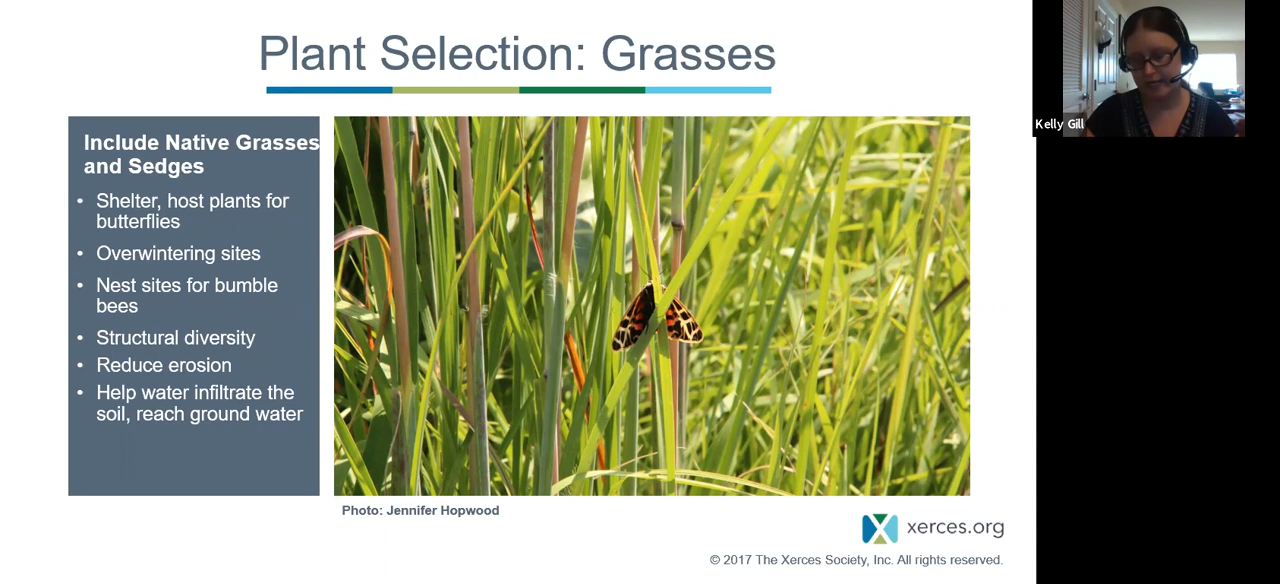 Plant Selection: Grasses
Include Native Grasses
and Sedges
• Shelter, host plants for
butterflies
• Overwintering sites
• Nest sites for bumble
bees
• Structural diversity
• Reduce erosion
• Help water infiltrate the
soil, reach ground water
Photo: Jennifer Hopwood
xerces.org
© 2017 The Xerces Society, Inc. All rights reserved.
Kelly Gill